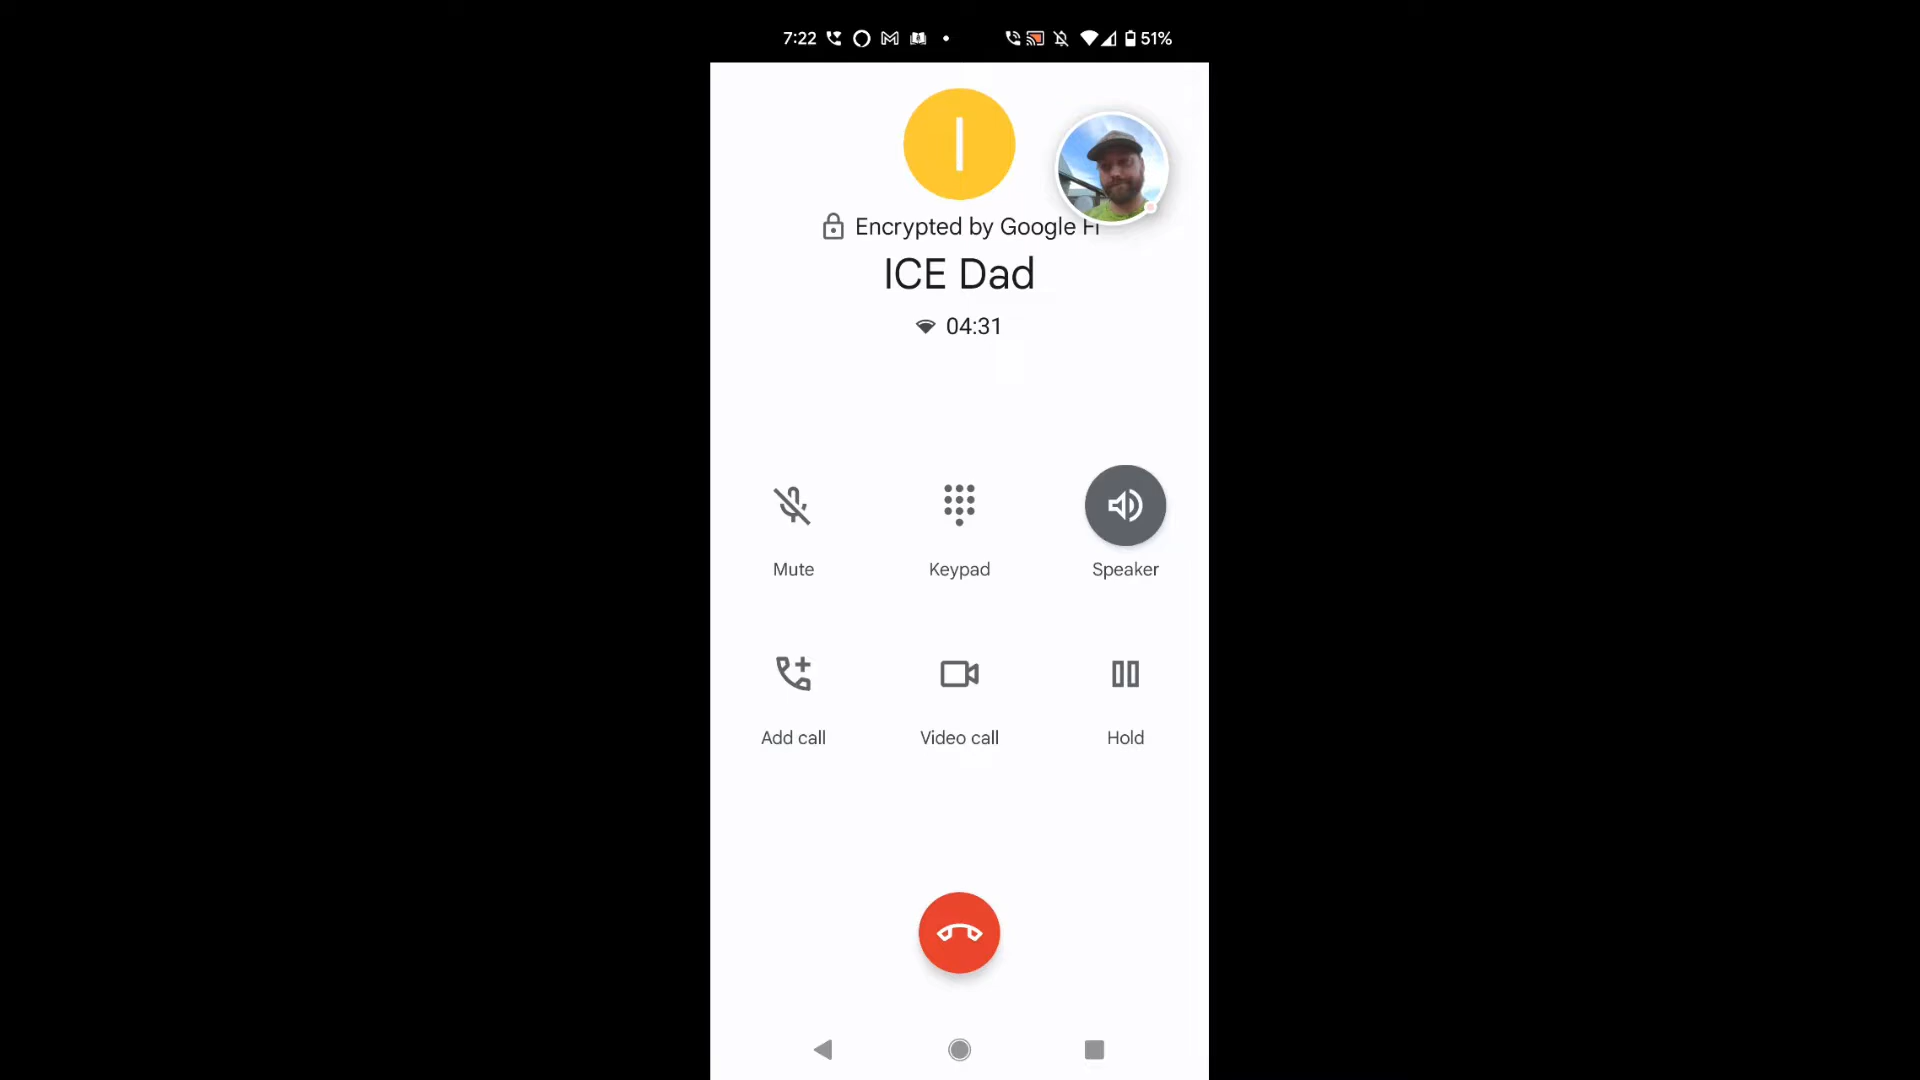 7:22 51%
I
Encrypted by Google Fi
ICE Dad
04:31
Mute Keypad Speaker
Add call Video call Hold